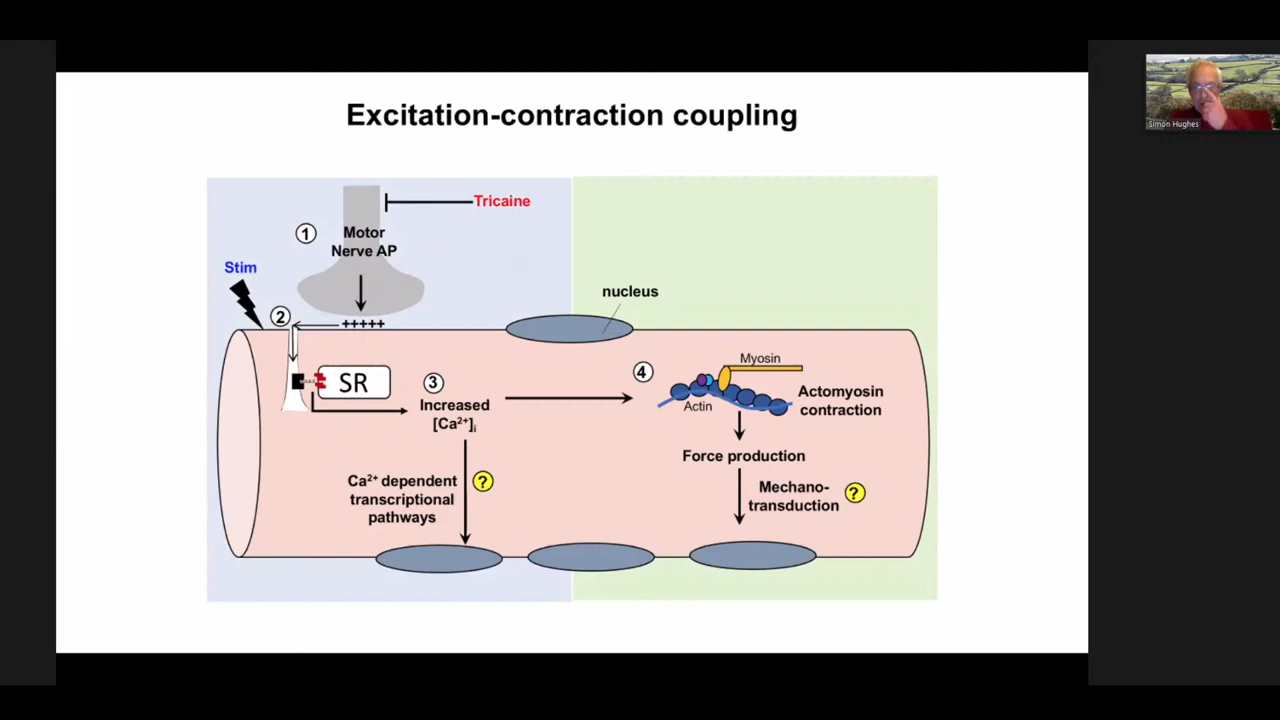 Excitation-contraction coupling
Simon Hughes
Tricaine
1
Motor
Nerve AP
Stim
2
+++++
nucleus
SR
3
Increased
[Ca²⁺]ᵢ
4
Myosin
Actin
Actomyosin
contraction
Force production
Ca²⁺ dependent
transcriptional
pathways
?
Mechano-
transduction
?